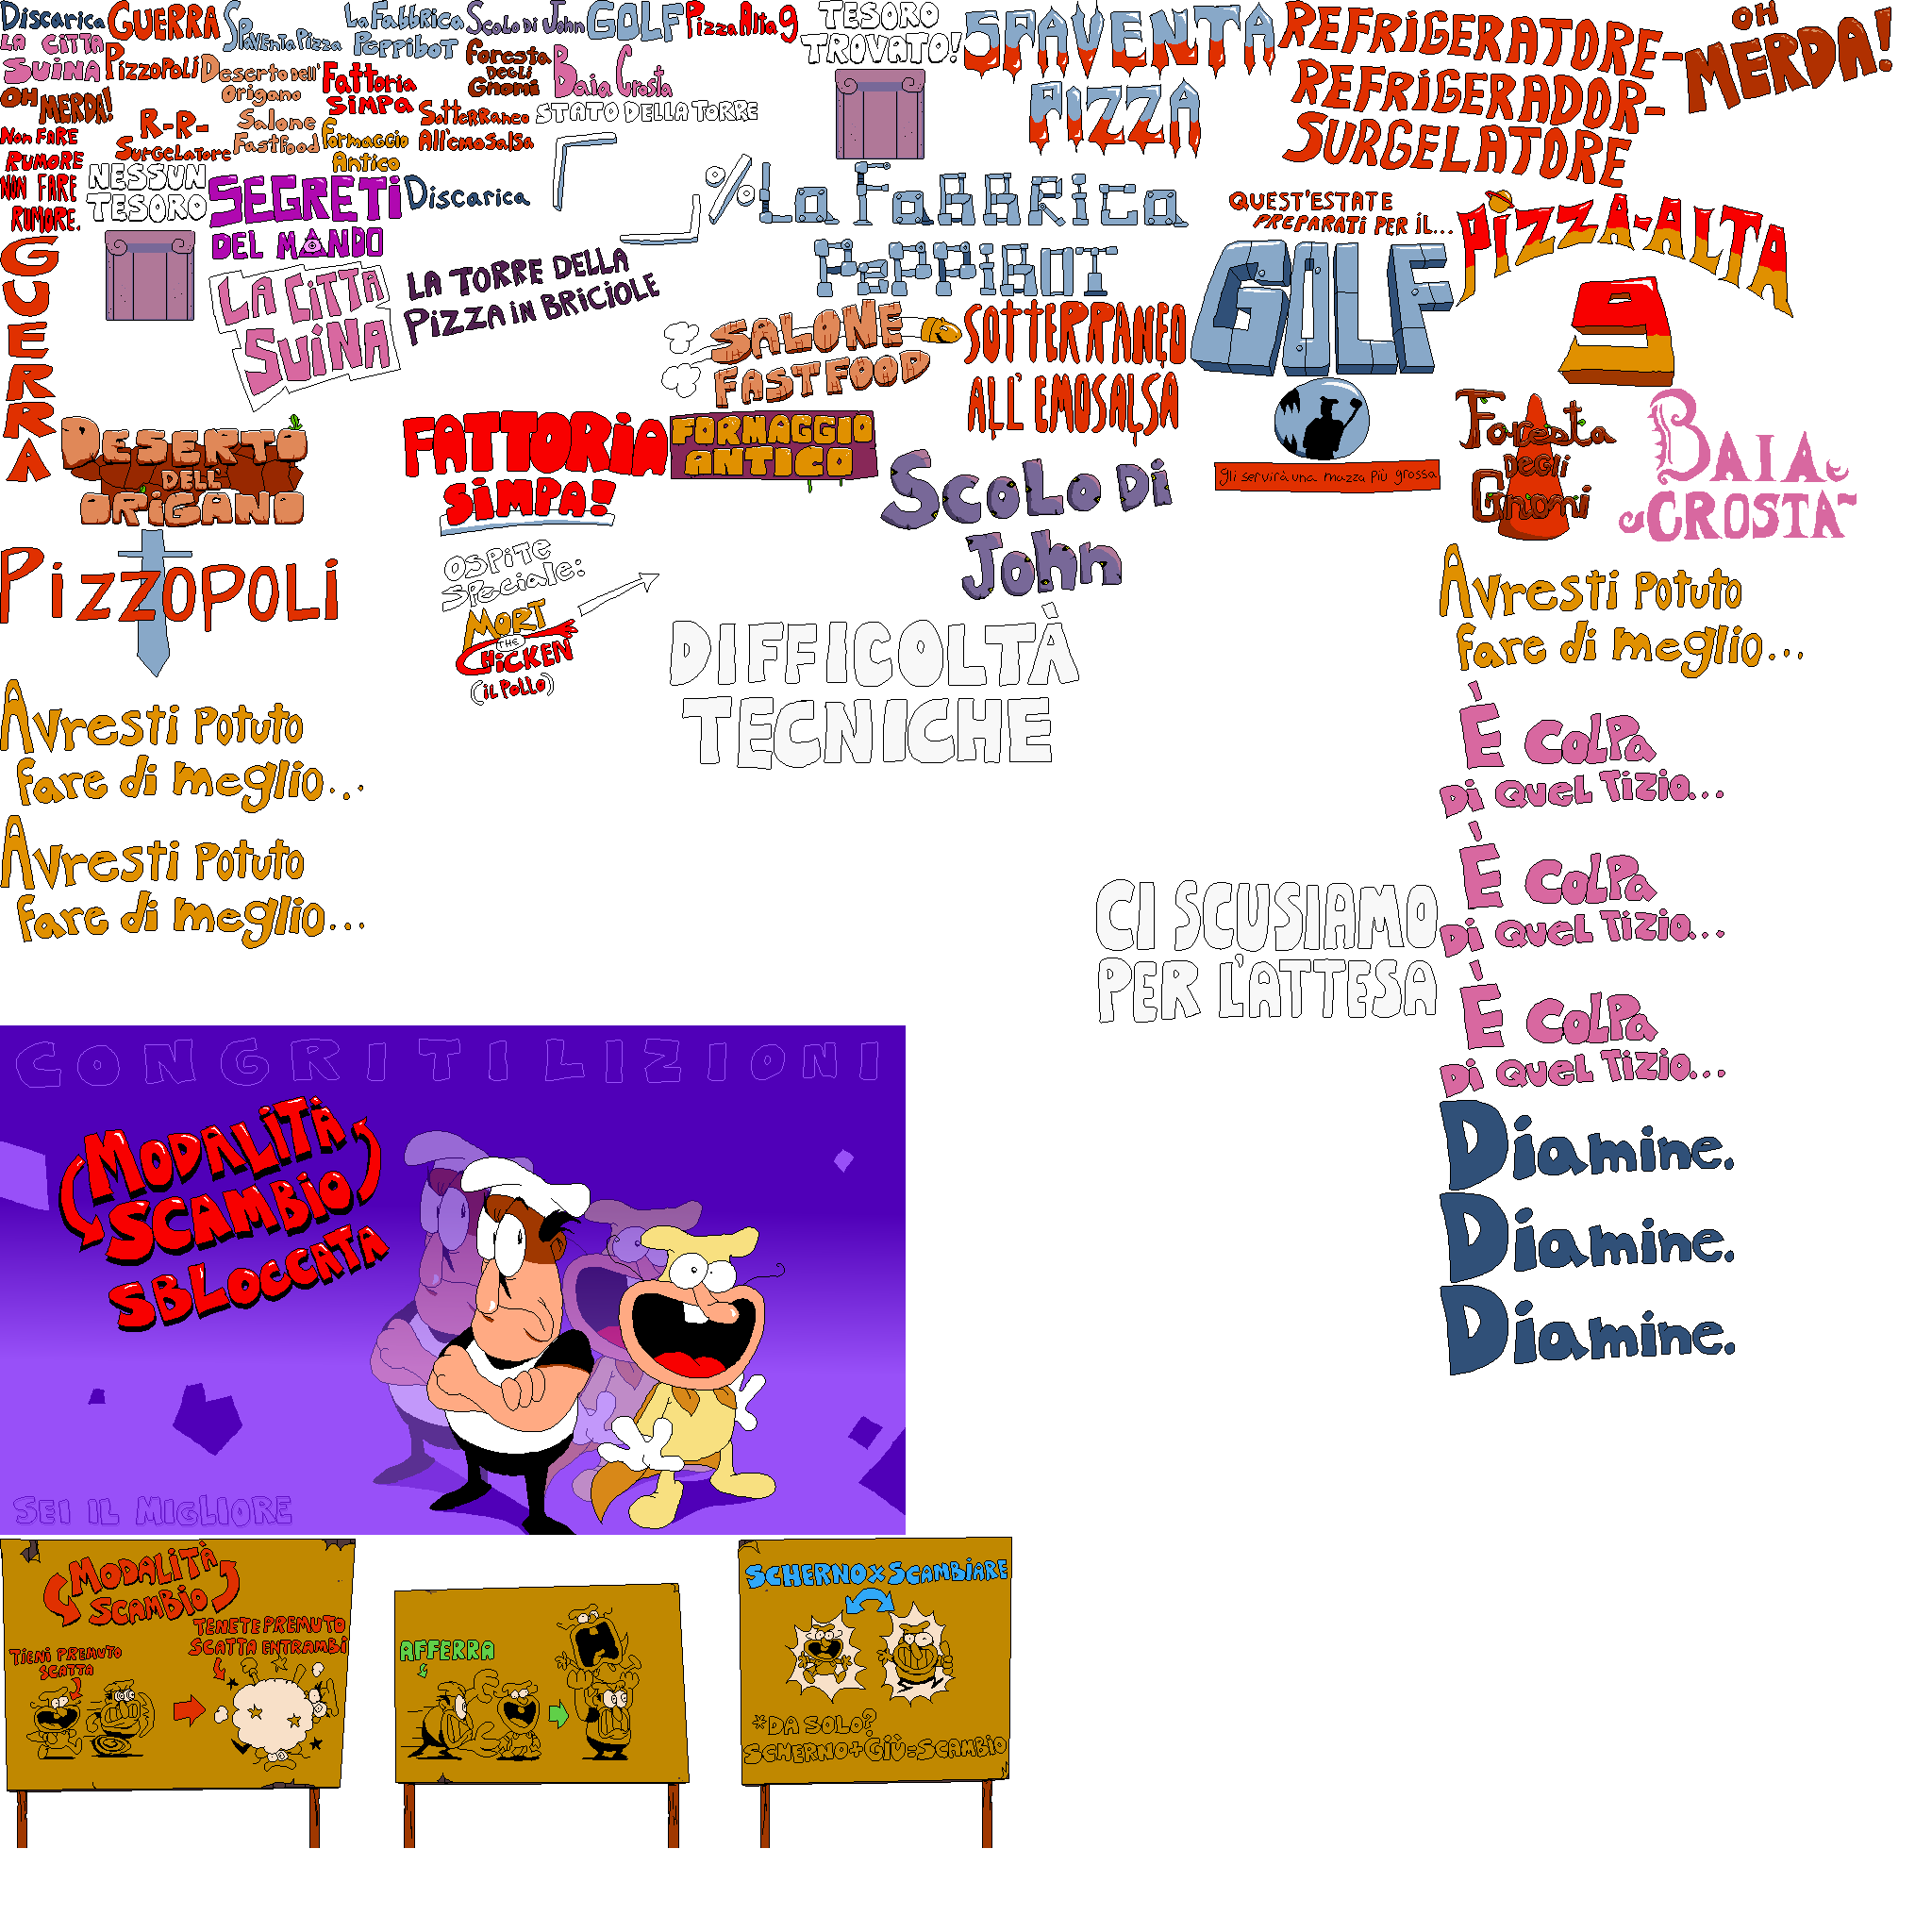 Discarica
GUERRA
Spaventa Pizza
La Fabbrica
PeppiboT
Scolo Di John
GOLF
Pizza Alta 9
TESORO
TROVATO!
SPAVENTA
PIZZA
REFRiGERATORE-
REFRiGERADOR-
SURGELATORE
OH
MERDA!
LA CiTTA
SUiNA
PizzoPoli
Deserto Dell'
Origano
Fattoria
SiMPa
Foresta
DEGLi
Gnomi
Baia Crosta
OH
MERDA!
R-R-
SurGeLatore
Salone
FastFood
Formaggio
Antico
SotteRRaneo
All'emosalsa
STATO DELLA TORRE
Non FARE
RUMORE
NON FARE
RUMORE.
NESSUN
TESORO
SEGRETi
DEL MONDO
Discarica
%
La FaBBRiCa
PePPiBOT
QUEST'ESTATE
PREPARATi PER iL...
GOLF
gli servirà una mazza più grossa
PiZZA-ALTA
9
GUERRA
LA CiTTA
SUiNA
LA TORRE DELLA
PiZZA iN BRiCiOLE
SALONE
FASTFOOD
SOTTERRANEO
ALL'EMOSALSA
DESERTO
DELL'
ORiGANO
FATTORiA
SiMPA!
FORMAGGIO
ANTICO
ScoLo Di
John
Foresta
DEGLi
Gnomi
BAIA
CROSTA
PizzOPOLi
OSPiTE
SPeciaLe:
MORT
THE
CHiCKEN
(iL PoLLo)
DIFFICOLTÀ
TECNICHE
Avresti Potuto
fare di meglio...
Avresti Potuto
fare di meglio...
Avresti Potuto
fare di meglio...
È COLPa
Di QUeL Tizio...
È COLPa
Di QUeL Tizio...
È COLPa
Di QUeL Tizio...
CI SCUSIAMO
PER L'ATTESA
Diamine.
Diamine.
Diamine.
CONGRITILIZIONI
MODALiTÀ
SCAMBiO
SBLOCCATA
SEI IL MIGLIORE
MODALiTÀ
SCAMBiO
TENETE PREMUTO
SCATTA ENTRAMBi
TiENi PREMUTO
SCATTA
AFFERRA
SCHERNO x SCAMBiARE
*DA SOLO?
SCHERNO+GiÙ=SCAMBiO